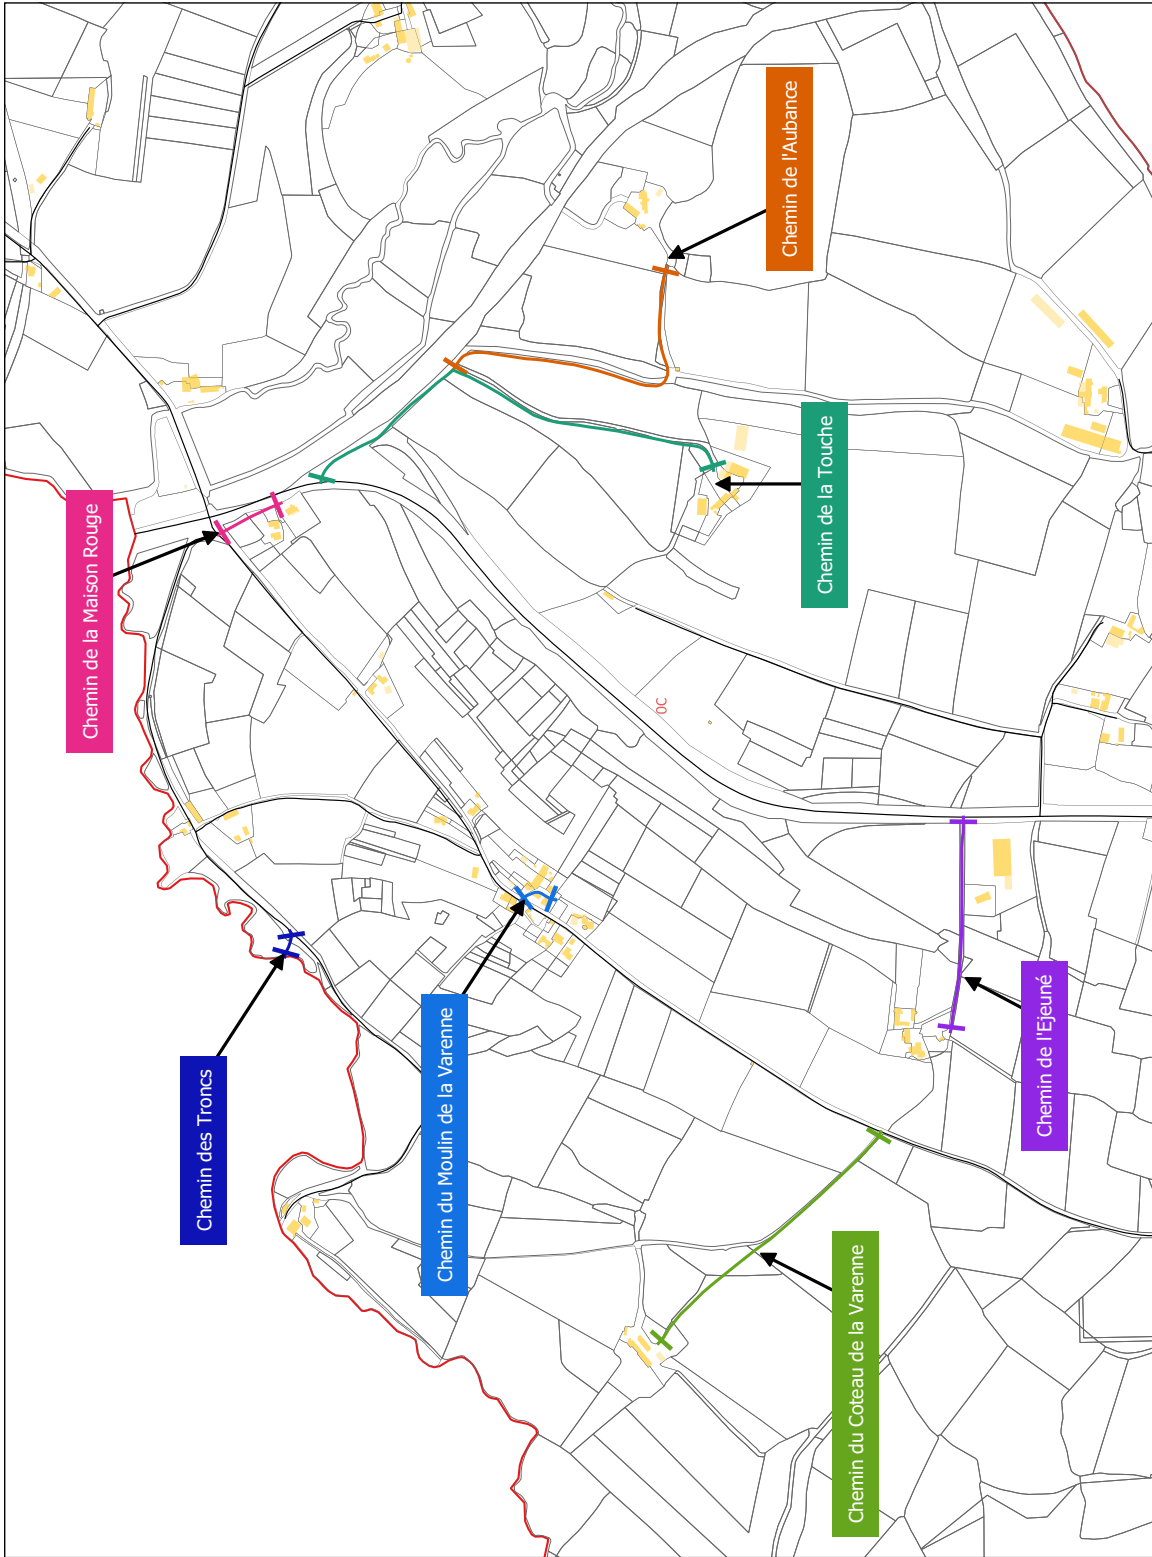 Chemin de l'Aubance
Chemin de la Touche
Chemin de la Maison Rouge
0C
Chemin de l'Ejeuné
Chemin du Moulin de la Varenne
Chemin des Troncs
Chemin du Coteau de la Varenne